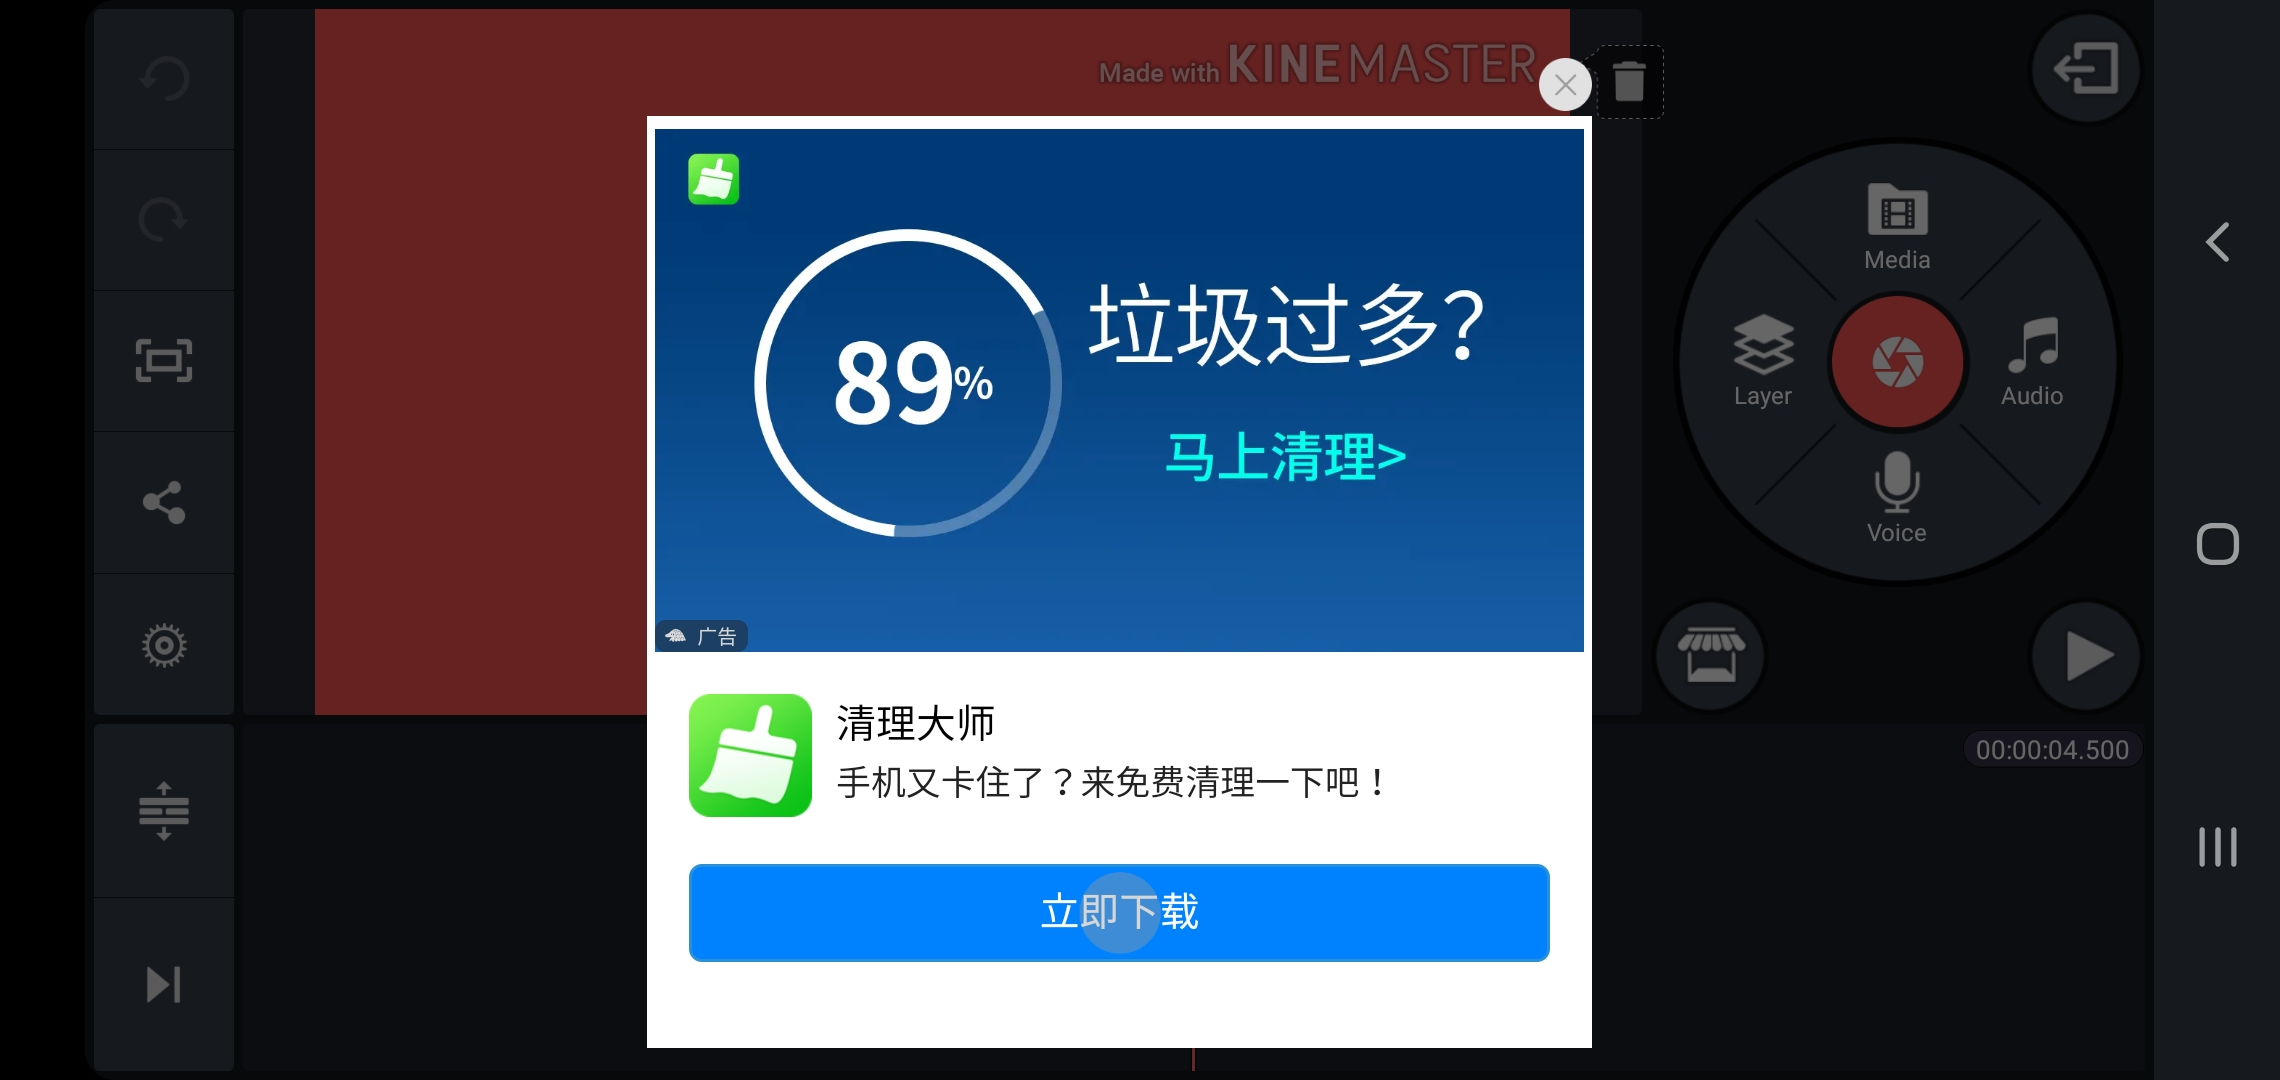 Made with KINEMASTER
垃圾过多?
89%
马上清理>
广告
清理大师
手机又卡住了？来免费清理一下吧！
立即下载
Media
Layer
Audio
Voice
00:00:04.500